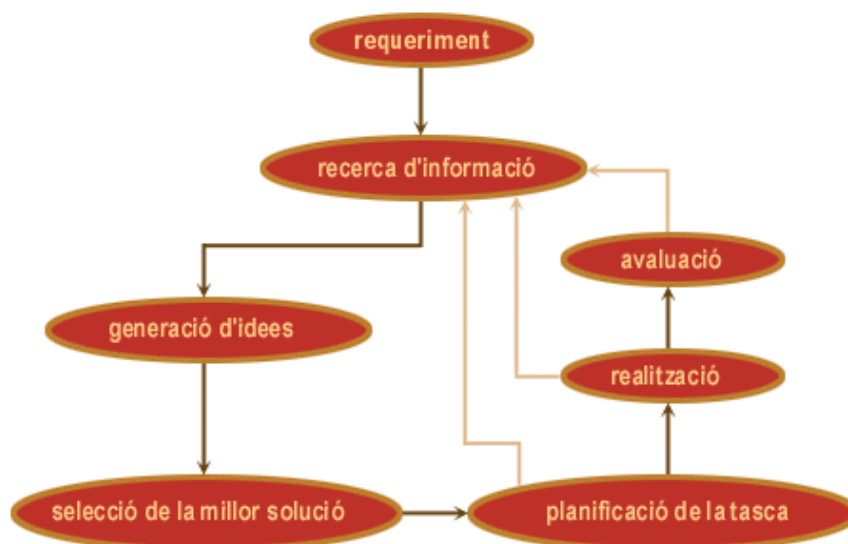 requeriment
recerca d'informació
avaluació
generació d'idees
realització
selecció de la millor solució
planificació de la tasca